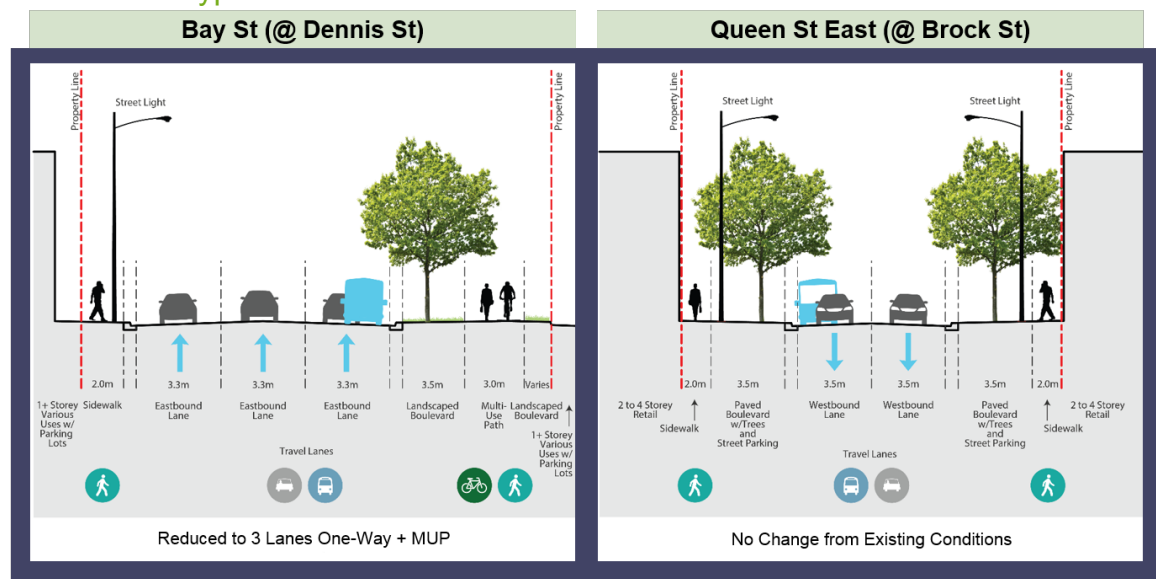 Bay St (@ Dennis St)
Property Line
Street Light
Property Line
2.0m
3.3m
3.3m
3.3m
3.5m
3.0m
Varies
1+ Storey
Various
Uses w/
Parking
Lots
Sidewalk
Eastbound
Lane
Eastbound
Lane
Eastbound
Lane
Landscaped
Boulevard
Multi-
Use
Path
Landscaped
Boulevard
1+ Storey
Various
Uses w/
Parking
Lots
Travel Lanes
Reduced to 3 Lanes One-Way + MUP
Queen St East (@ Brock St)
Property Line
Street Light
Street Light
Property Line
2.0m
3.5m
3.5m
3.5m
3.5m
2.0m
2 to 4 Storey
Retail
Sidewalk
Paved
Boulevard
w/Trees
and
Street Parking
Westbound
Lane
Westbound
Lane
Paved
Boulevard
w/Trees
and
Street Parking
Sidewalk
2 to 4 Storey
Retail
No Change from Existing Conditions